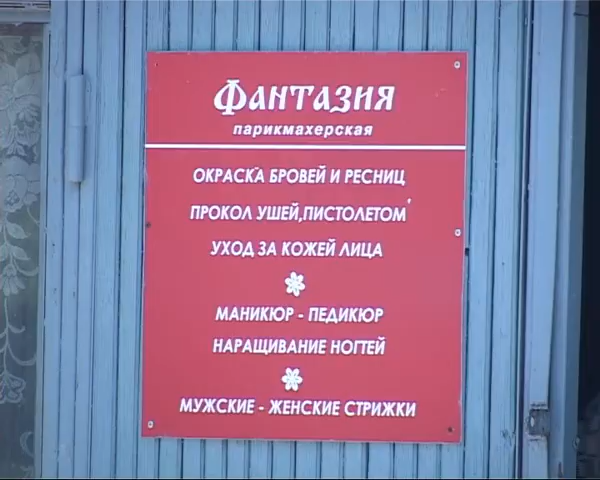 Фантазия
парикмахерская
ОКРАСКА БРОВЕЙ И РЕСНИЦ
ПРОКОЛ УШЕЙ,ПИСТОЛЕТОМ
УХОД ЗА КОЖЕЙ ЛИЦА
МАНИКЮР - ПЕДИКЮР
НАРАЩИВАНИЕ НОГТЕЙ
МУЖСКИЕ - ЖЕНСКИЕ СТРИЖКИ